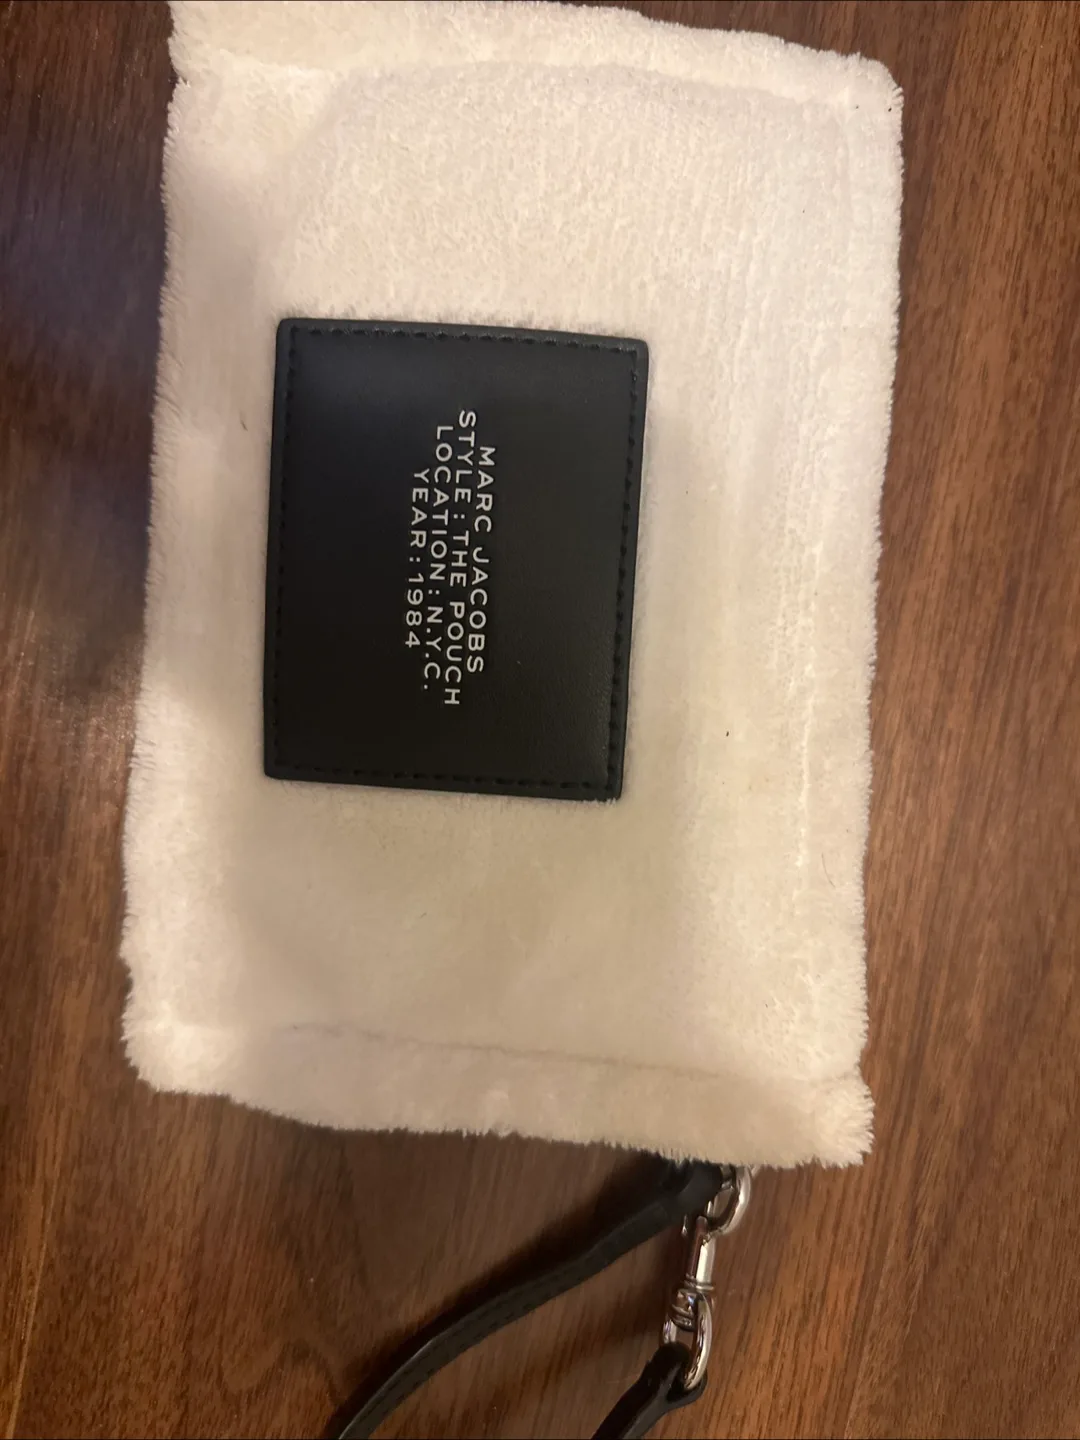 MARC JACOBS
STYLE : THE POUCH
LOCATION : N.Y.C.
YEAR : 1984